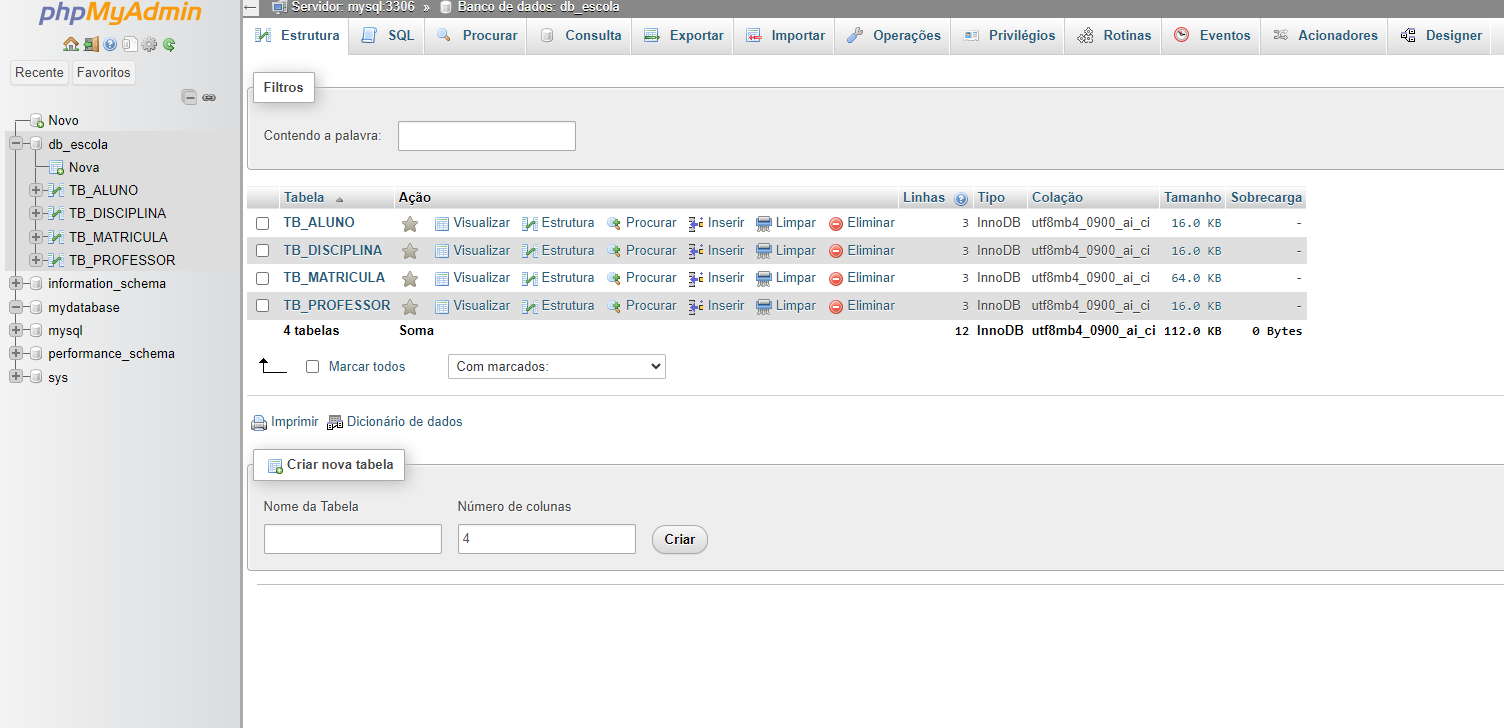 phpMyAdmin
Recente Favoritos
Novo
db_escola
Nova
TB_ALUNO
TB_DISCIPLINA
TB_MATRICULA
TB_PROFESSOR
information_schema
mydatabase
mysql
performance_schema
sys
Servidor: mysql:3306 » Banco de dados: db_escola
Estrutura SQL Procurar Consulta Exportar Importar Operações Privilégios Rotinas Eventos Acionadores Designer
Filtros
Contendo a palavra:
Tabela Ação Linhas Tipo Colação Tamanho Sobrecarga
TB_ALUNO Visualizar Estrutura Procurar Inserir Limpar Eliminar 3 InnoDB utf8mb4_0900_ai_ci 16.0 KB -
TB_DISCIPLINA Visualizar Estrutura Procurar Inserir Limpar Eliminar 3 InnoDB utf8mb4_0900_ai_ci 16.0 KB -
TB_MATRICULA Visualizar Estrutura Procurar Inserir Limpar Eliminar 3 InnoDB utf8mb4_0900_ai_ci 64.0 KB -
TB_PROFESSOR Visualizar Estrutura Procurar Inserir Limpar Eliminar 3 InnoDB utf8mb4_0900_ai_ci 16.0 KB -
4 tabelas Soma 12 InnoDB utf8mb4_0900_ai_ci 112.0 KB 0 Bytes
Marcar todos Com marcados:
Imprimir Dicionário de dados
Criar nova tabela
Nome da Tabela Número de colunas
4 Criar